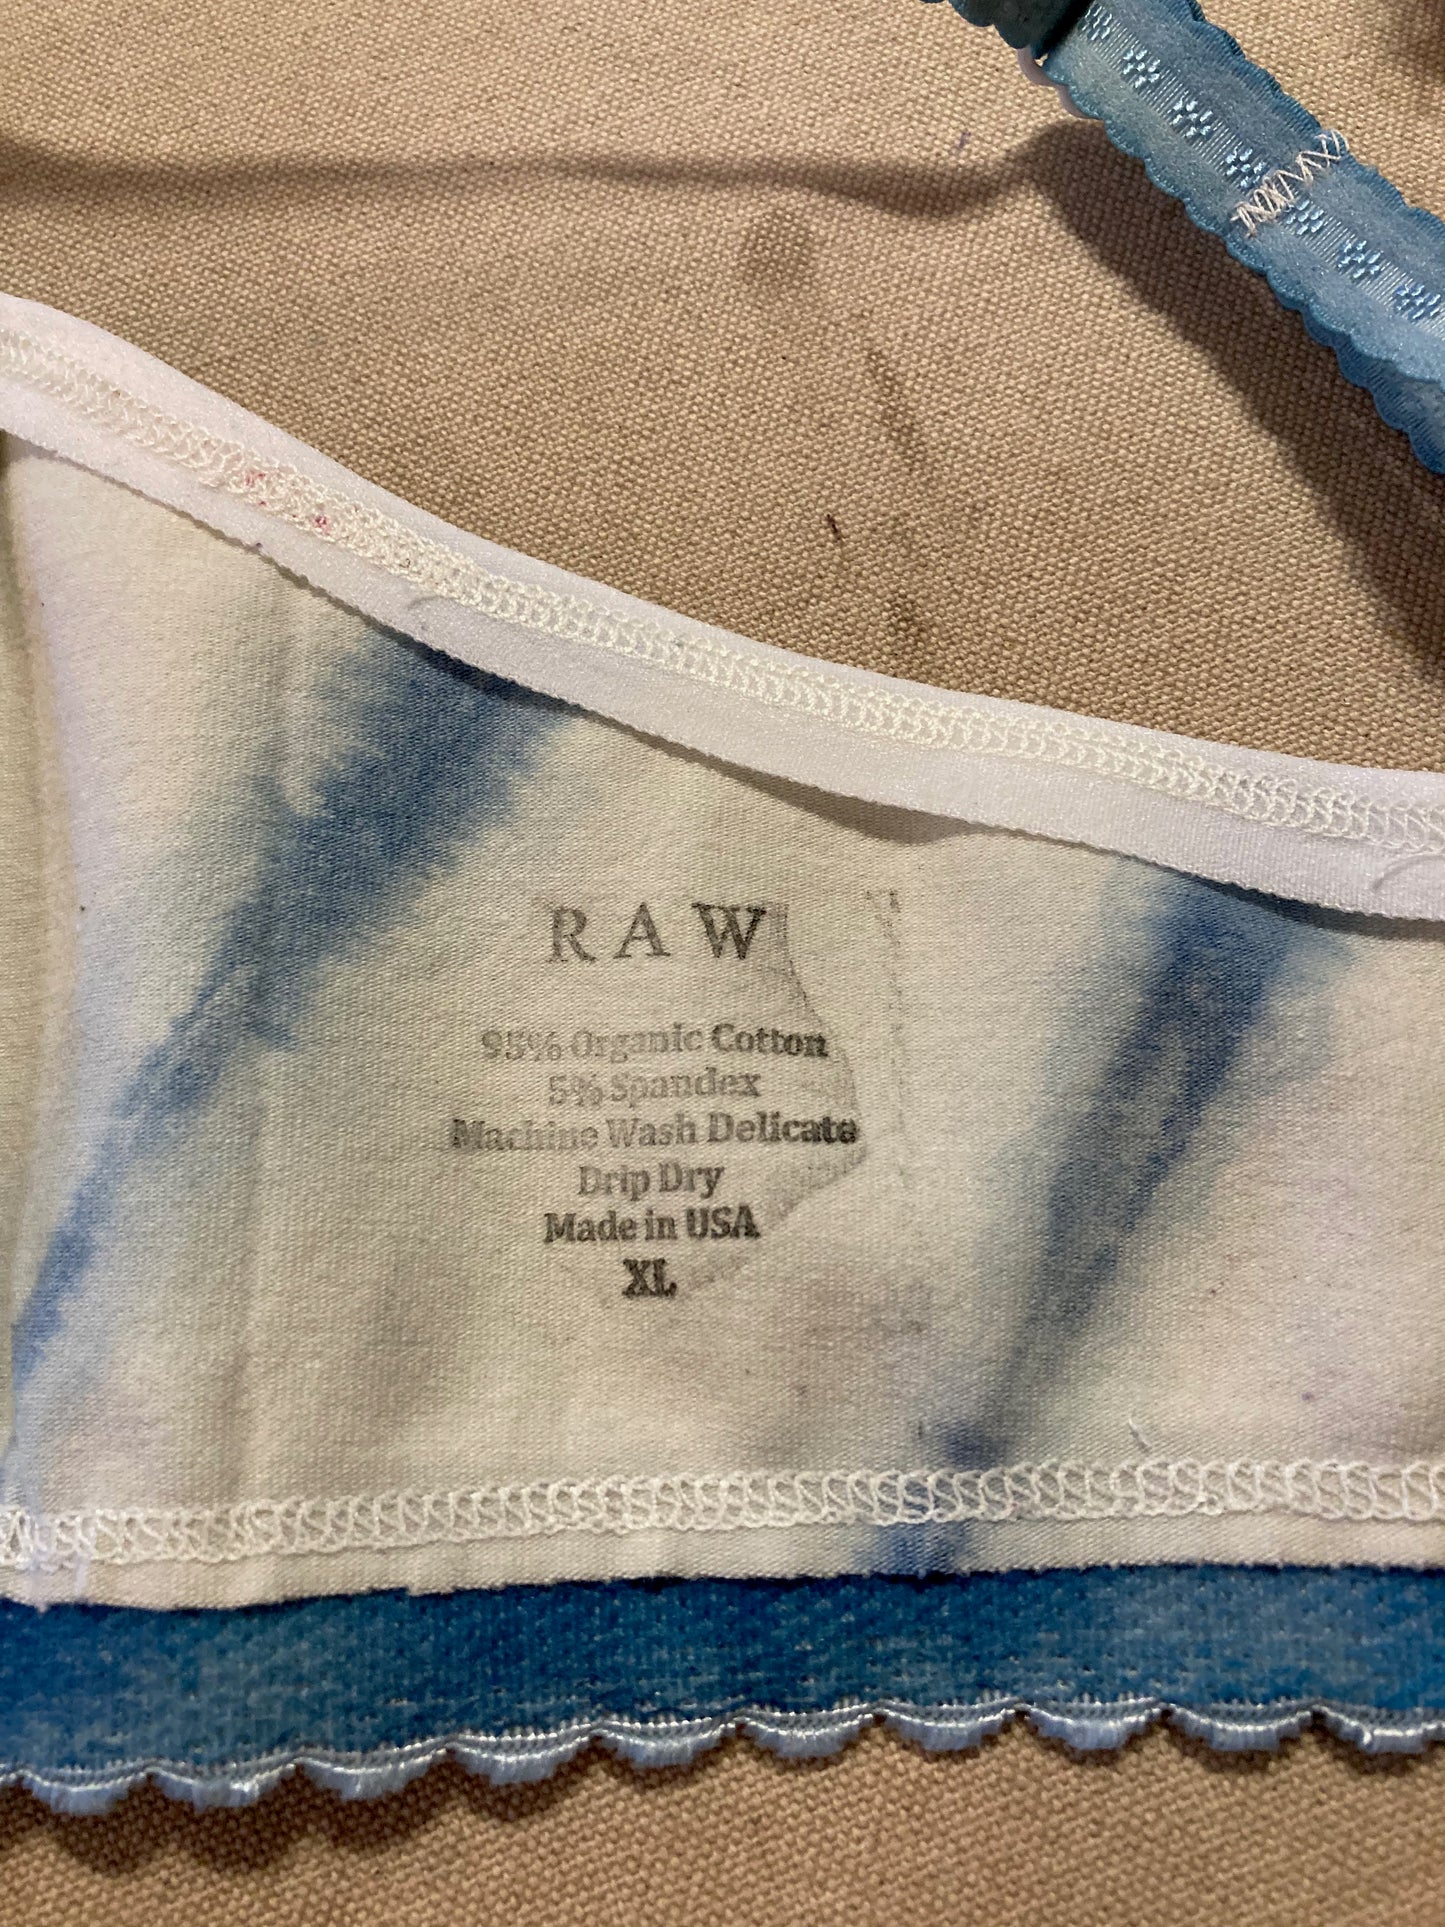 RAW
95% Organic Cotton
5% Spandex
Machine Wash Delicate
Drip Dry
Made in USA
XL